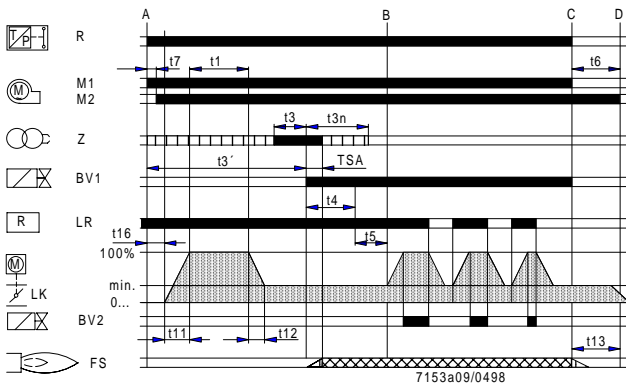 A B C D
T/P R
t7 t1 t6
M M1
M2
t3 t3n
Z
t3´ TSA
BV1
t4
R LR
t16 t5
100%
M
min.
LK
0...
BV2
t11 t12 t13
FS
7153a09/0498